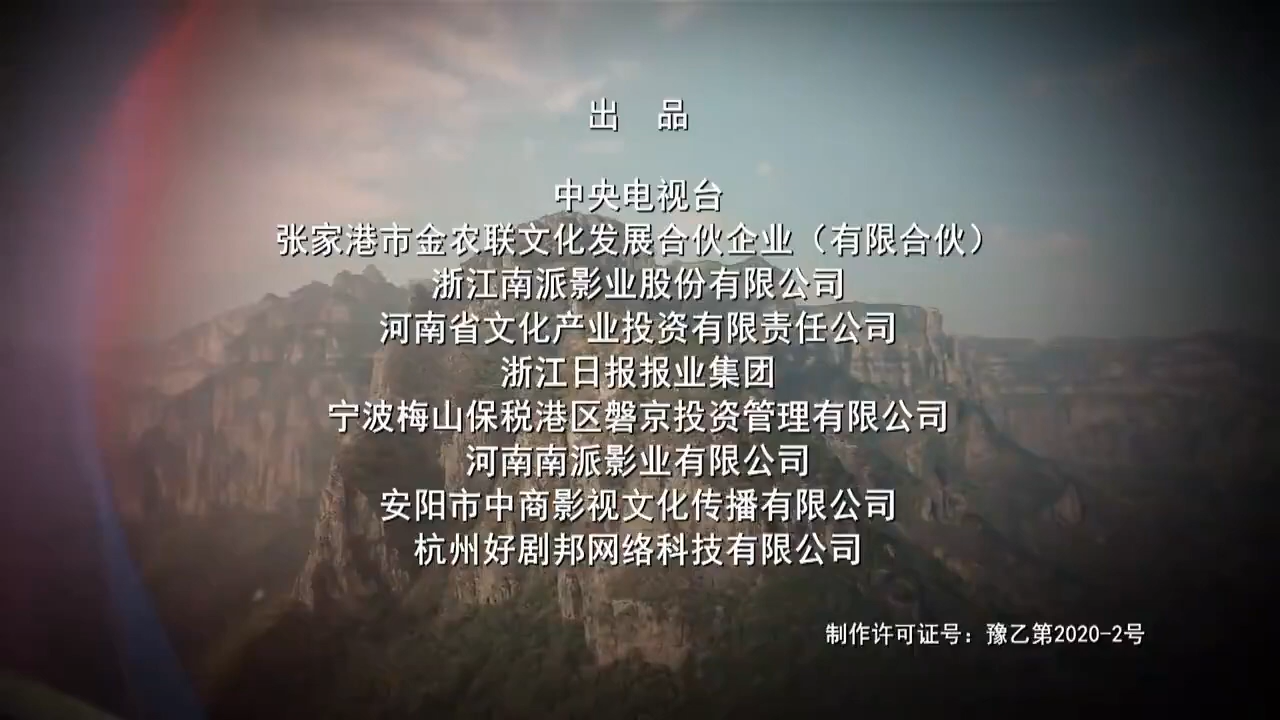 出 品
中央电视台
张家港市金农联文化发展合伙企业（有限合伙）
浙江南派影业股份有限公司
河南省文化产业投资有限责任公司
浙江日报报业集团
宁波梅山保税港区磐京投资管理有限公司
河南南派影业有限公司
安阳市中商影视文化传播有限公司
杭州好剧邦网络科技有限公司
制作许可证号：豫乙第2020-2号